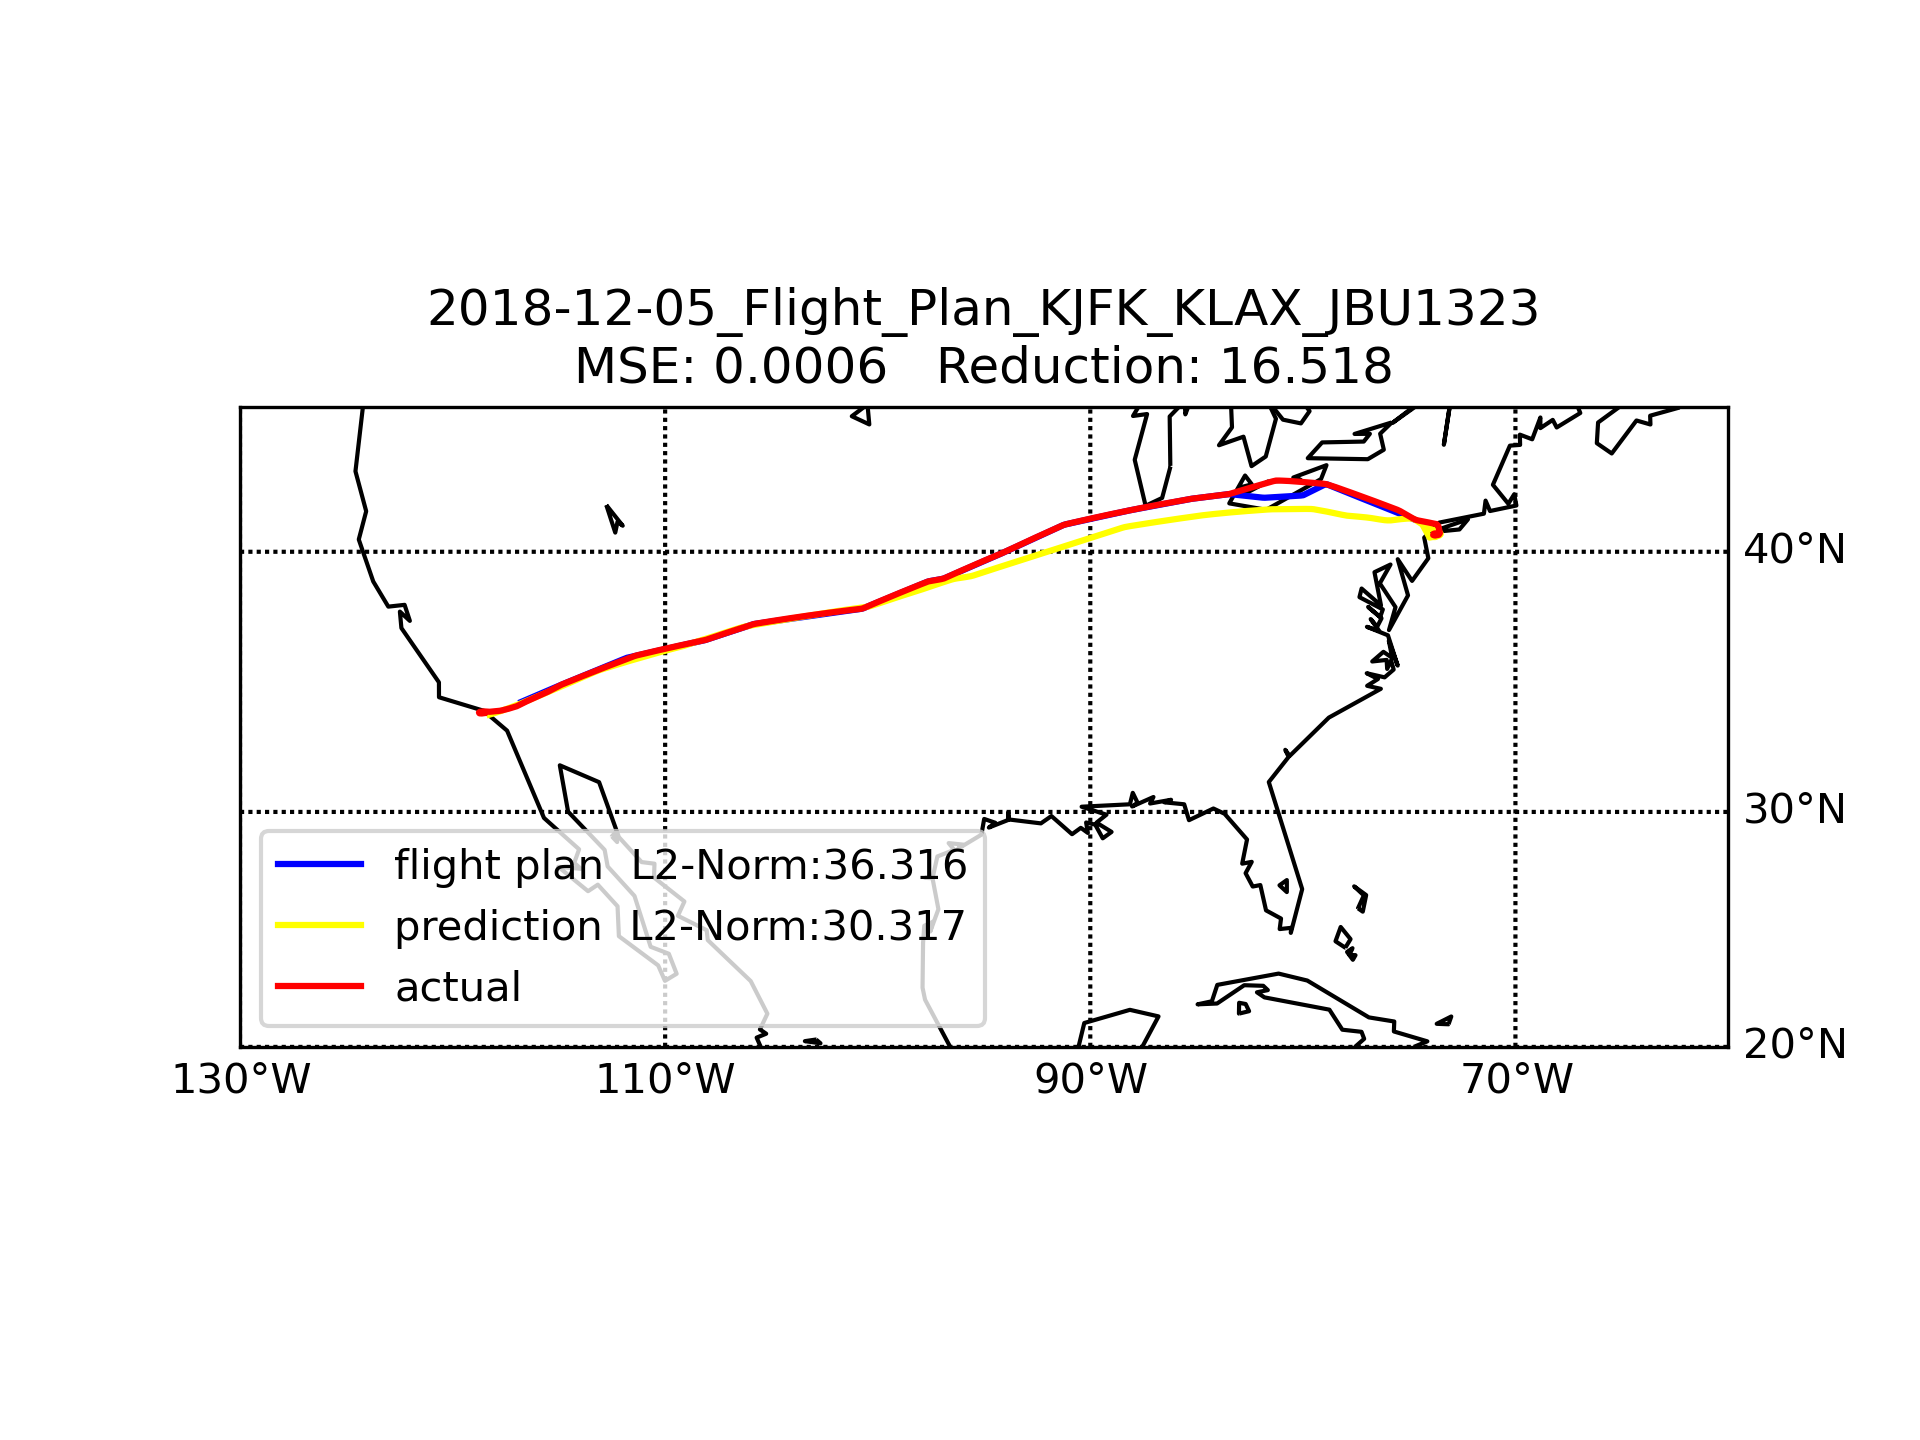 2018-12-05_Flight_Plan_KJFK_KLAX_JBU1323
MSE: 0.0006   Reduction: 16.518
40°N
30°N
flight plan  L2-Norm:36.316
prediction  L2-Norm:30.317
actual
20°N
130°W
110°W
90°W
70°W